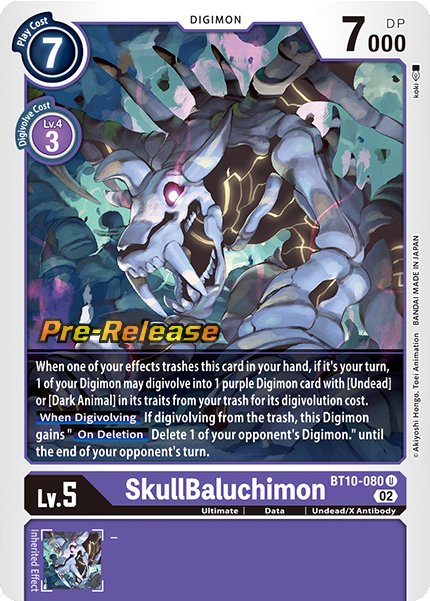 Play Cost
7
DIGIMON
DP
7000
koki
Digivolve Cost
Lv.4
3
Pre-Release
When one of your effects trashes this card in your hand, if it's your turn,
1 of your Digimon may digivolve into 1 purple Digimon card with [Undead]
or [Dark Animal] in its traits from your trash for its digivolution cost.
When Digivolving If digivolving from the trash, this Digimon
gains " On Deletion Delete 1 of your opponent's Digimon." until
the end of your opponent's turn.
© Akiyoshi Hongo, Toei Animation BANDAI MADE IN JAPAN
Lv.5
SkullBaluchimon
BT10-080 U
02
Ultimate | Data | Undead/X Antibody
Inherited Effect
–